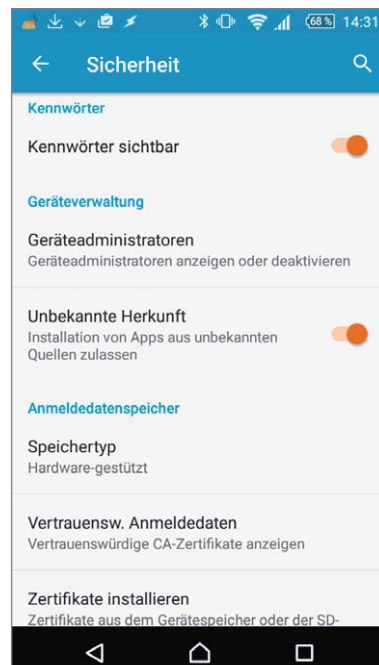 68% 14:31
Sicherheit
Kennwörter
Kennwörter sichtbar
Geräteverwaltung
Geräteadministratoren
Geräteadministratoren anzeigen oder deaktivieren
Unbekannte Herkunft
Installation von Apps aus unbekannten
Quellen zulassen
Anmeldedatenspeicher
Speichertyp
Hardware-gestützt
Vertrauensw. Anmeldedaten
Vertrauenswürdige CA-Zertifikate anzeigen
Zertifikate installieren
Zertifikate aus dem Gerätespeicher oder der SD-